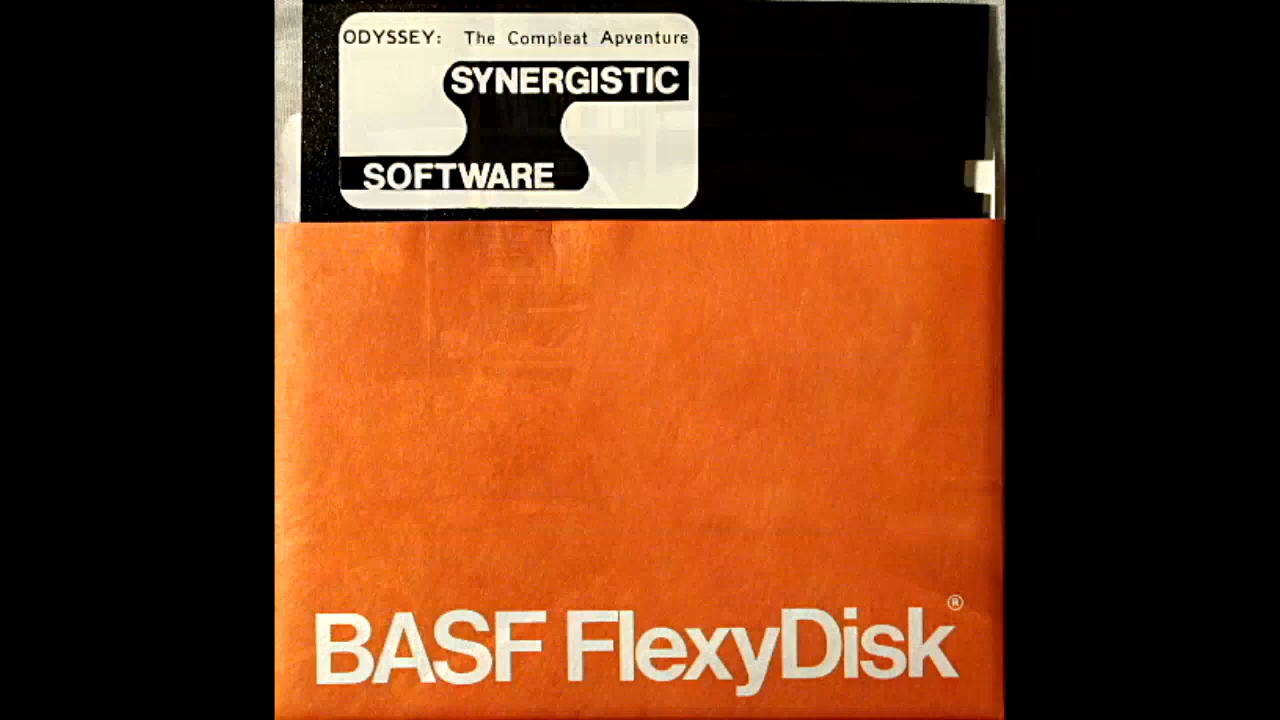 ODYSSEY: The Compleat Apventure
SYNERGISTIC
SOFTWARE
BASF FlexyDisk®